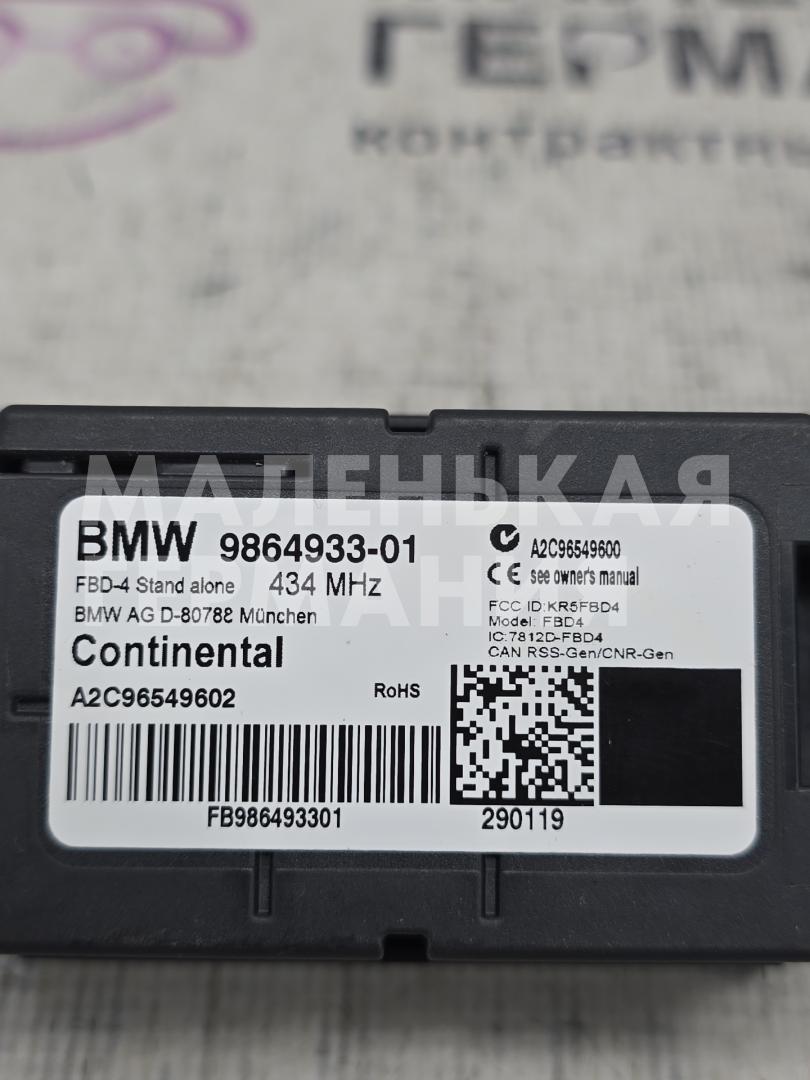 ГЕРМА
контрактны
МАЛЕНЬКАЯ
ГЕРМАНИЯ
BMW 9864933-01
FBD-4 Stand alone 434 MHz
BMW AG D-80788 München
Continental
A2C96549602
RoHS
A2C96549600
CE see owner's manual
FCC ID:KR5FBD4
Model: FBD4
IC:7812D-FBD4
CAN RSS-Gen/CNR-Gen
FB986493301
290119